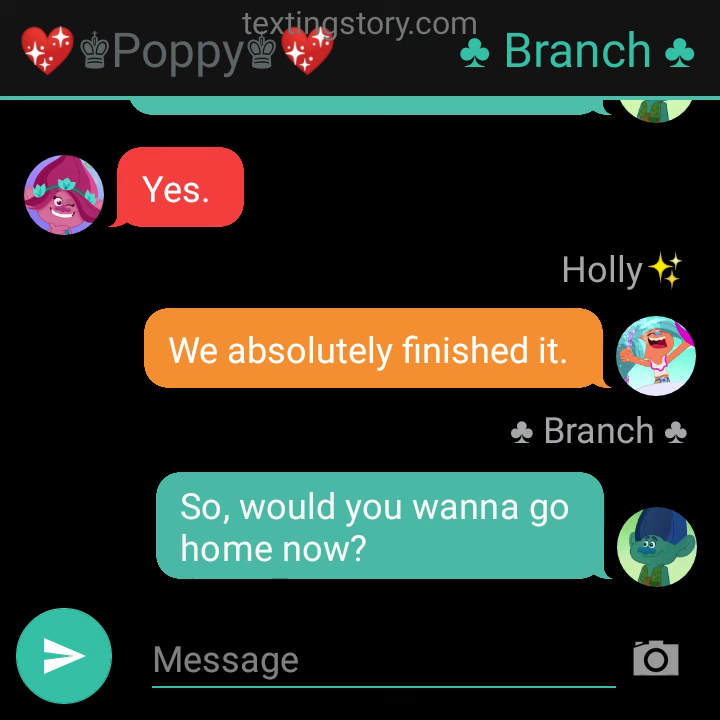 textingstory.com
💖♚Poppy♚💖 ♣ Branch ♣
Yes.
Holly✨
We absolutely finished it.
♣ Branch ♣
So, would you wanna go
home now?
Message